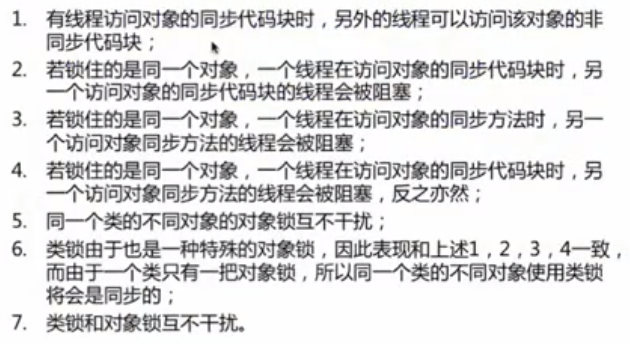 1. 有线程访问对象的同步代码块时，另外的线程可以访问该对象的非
同步代码块；
2. 若锁住的是同一个对象，一个线程在访问对象的同步代码块时，另
一个访问对象的同步代码块的线程会被阻塞；
3. 若锁住的是同一个对象，一个线程在访问对象的同步方法时，另一
个访问对象同步方法的线程会被阻塞；
4. 若锁住的是同一个对象，一个线程在访问对象的同步代码块时，另
一个访问对象同步方法的线程会被阻塞，反之亦然；
5. 同一个类的不同对象的对象锁互不干扰；
6. 类锁由于也是一种特殊的对象锁，因此表现和上述1，2，3，4一致，
而由于一个类只有一把对象锁，所以同一个类的不同对象使用类锁
将会是同步的；
7. 类锁和对象锁互不干扰。